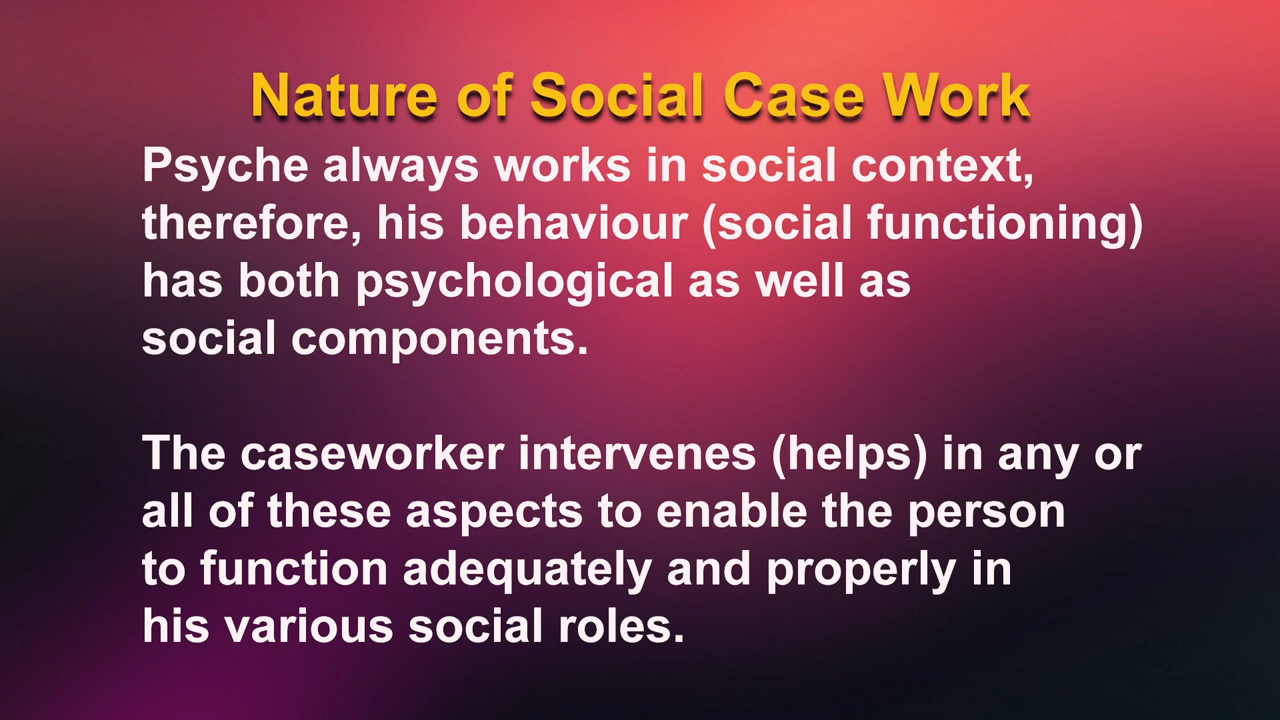 Nature of Social Case Work
Psyche always works in social context,
therefore, his behaviour (social functioning)
has both psychological as well as
social components.
The caseworker intervenes (helps) in any or
all of these aspects to enable the person
to function adequately and properly in
his various social roles.